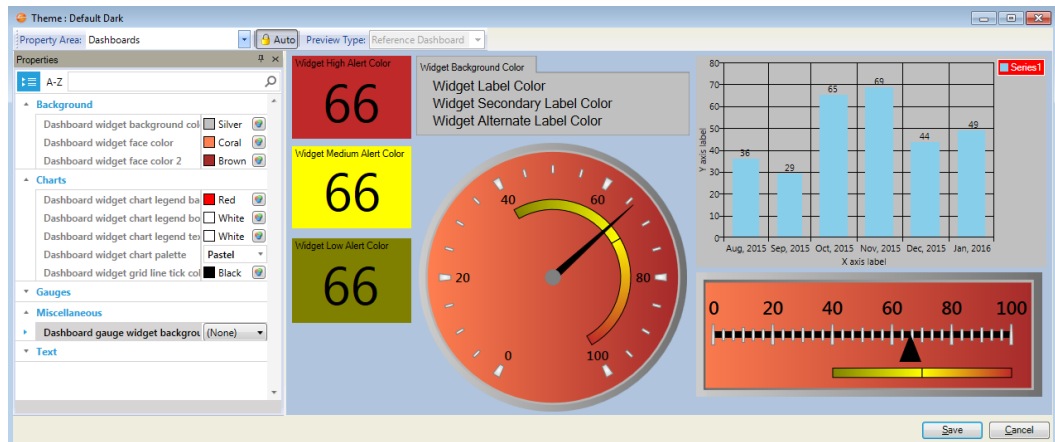 Theme : Default Dark
Property Area: Dashboards Auto Preview Type: Reference Dashboard
Properties
A-Z
Background
Dashboard widget background col Silver
Dashboard widget face color Coral
Dashboard widget face color 2 Brown
Charts
Dashboard widget chart legend ba Red
Dashboard widget chart legend bo White
Dashboard widget chart legend te White
Dashboard widget chart palette Pastel
Dashboard widget grid line tick col Black
Gauges
Miscellaneous
Dashboard gauge widget backgrou (None)
Text
Widget High Alert Color
66
Widget Medium Alert Color
66
Widget Low Alert Color
66
Widget Background Color
Widget Label Color
Widget Secondary Label Color
Widget Alternate Label Color
0
20
40
60
80
100
Series1
Y axis label
80
70
60
50
40
30
20
10
0
36
29
65
69
44
49
Aug, 2015 Sep, 2015 Oct, 2015 Nov, 2015 Dec, 2015 Jan, 2016
X axis label
0 20 40 60 80 100
Save Cancel